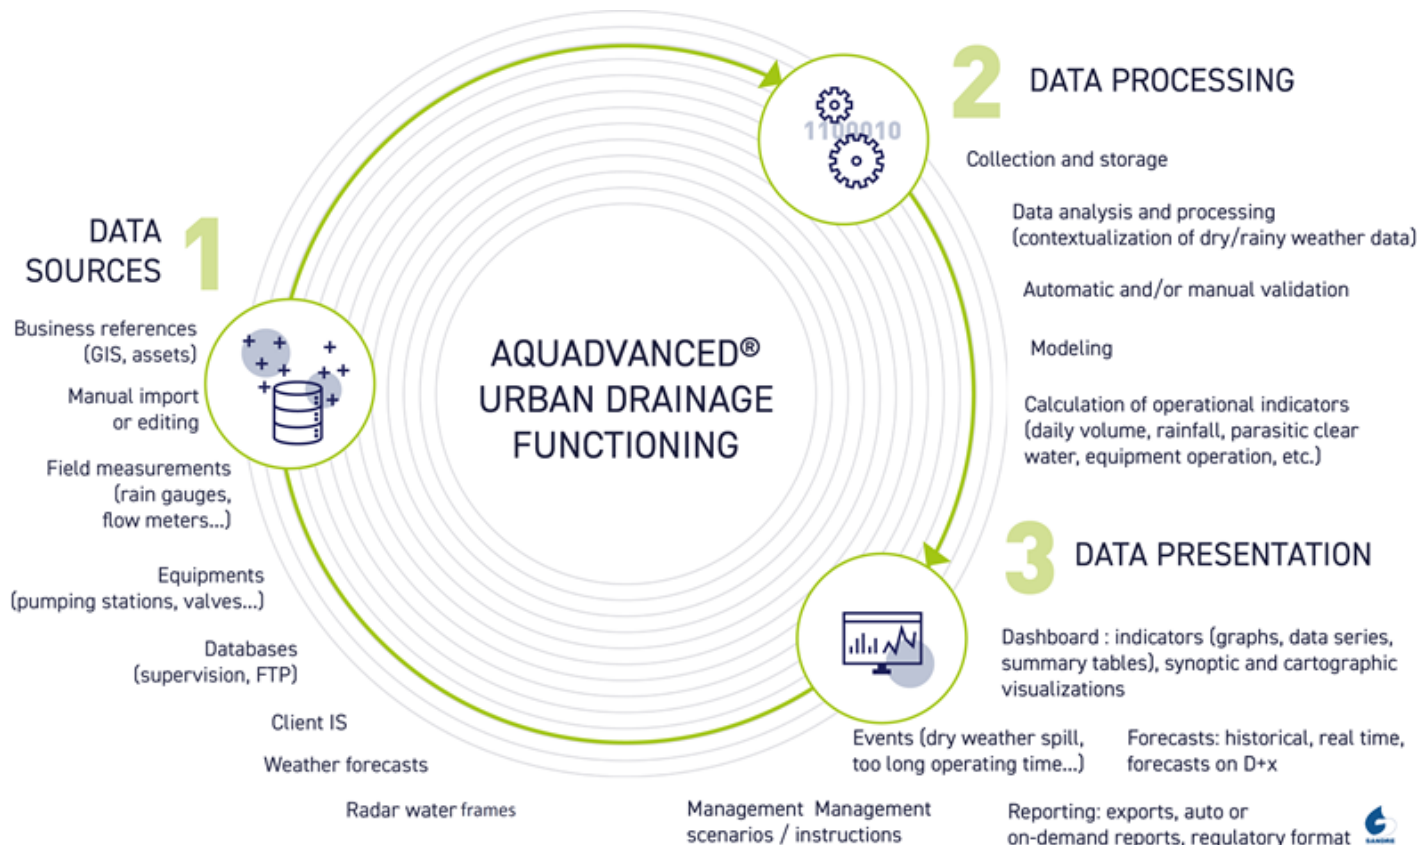 AQUADVANCED®
URBAN DRAINAGE
FUNCTIONING
1
DATA
SOURCES
Business references
(GIS, assets)
Manual import
or editing
Field measurements
(rain gauges,
flow meters...)
Equipments
(pumping stations, valves...)
Databases
(supervision, FTP)
Client IS
Weather forecasts
Radar water frames
2
DATA PROCESSING
1100010
Collection and storage
Data analysis and processing
(contextualization of dry/rainy weather data)
Automatic and/or manual validation
Modeling
Calculation of operational indicators
(daily volume, rainfall, parasitic clear
water, equipment operation, etc.)
3
DATA PRESENTATION
Dashboard : indicators (graphs, data series,
summary tables), synoptic and cartographic
visualizations
Events (dry weather spill,
too long operating time...)
Forecasts: historical, real time,
forecasts on D+x
Management Management
scenarios / instructions
Reporting: exports, auto or
on-demand reports, regulatory format
SANDRE